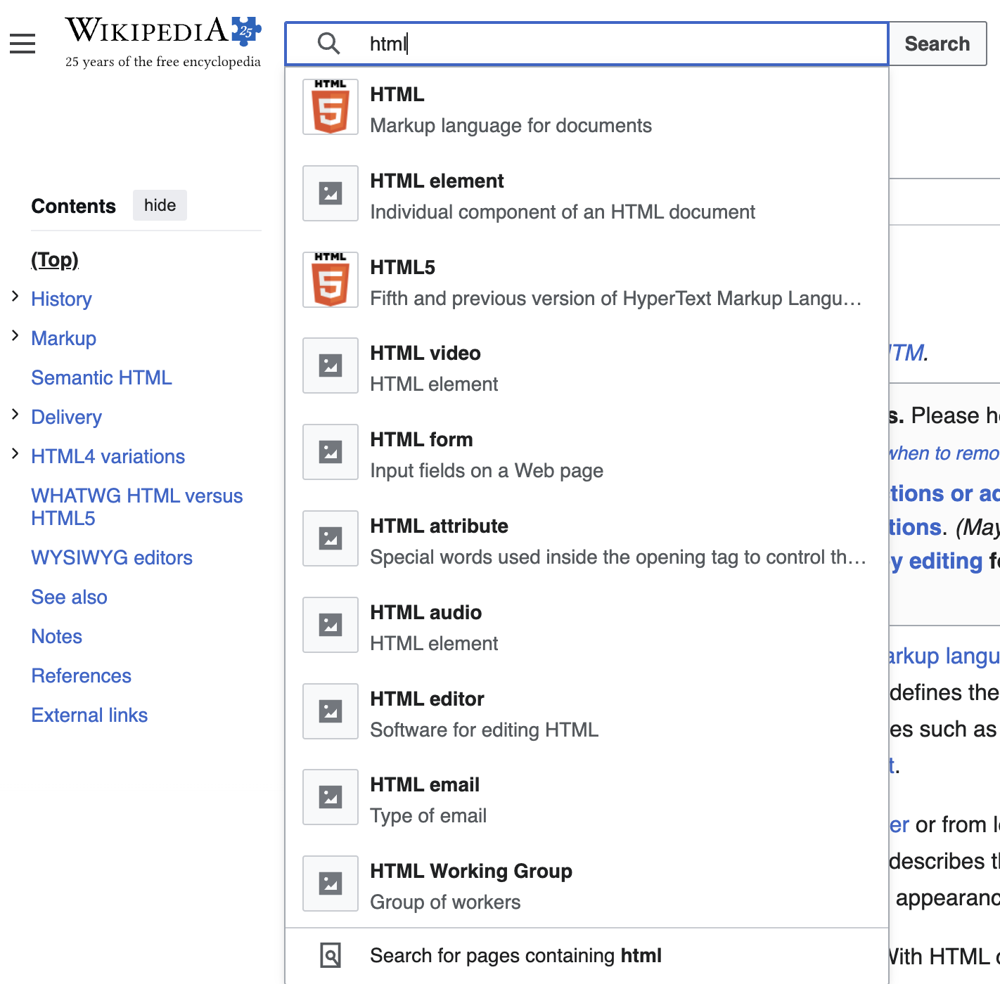 WIKIPEDIA 25
25 years of the free encyclopedia
html
Search
HTML
5
HTML
Markup language for documents
HTML element
Individual component of an HTML document
HTML
5
HTML5
Fifth and previous version of HyperText Markup Langu…
HTML video
HTML element
HTML form
Input fields on a Web page
HTML attribute
Special words used inside the opening tag to control th…
HTML audio
HTML element
HTML editor
Software for editing HTML
HTML email
Type of email
HTML Working Group
Group of workers
Search for pages containing html
Contents hide
(Top)
History
Markup
Semantic HTML
Delivery
HTML4 variations
WHATWG HTML versus
HTML5
WYSIWYG editors
See also
Notes
References
External links
TM.
s. Please
when to
tions or
tions. (May
y editing
arkup
defines the
es such as
t.
er or from
describes
With HTML